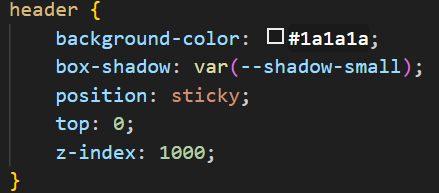 header {
    background-color: #1a1a1a;
    box-shadow: var(--shadow-small);
    position: sticky;
    top: 0;
    z-index: 1000;
}